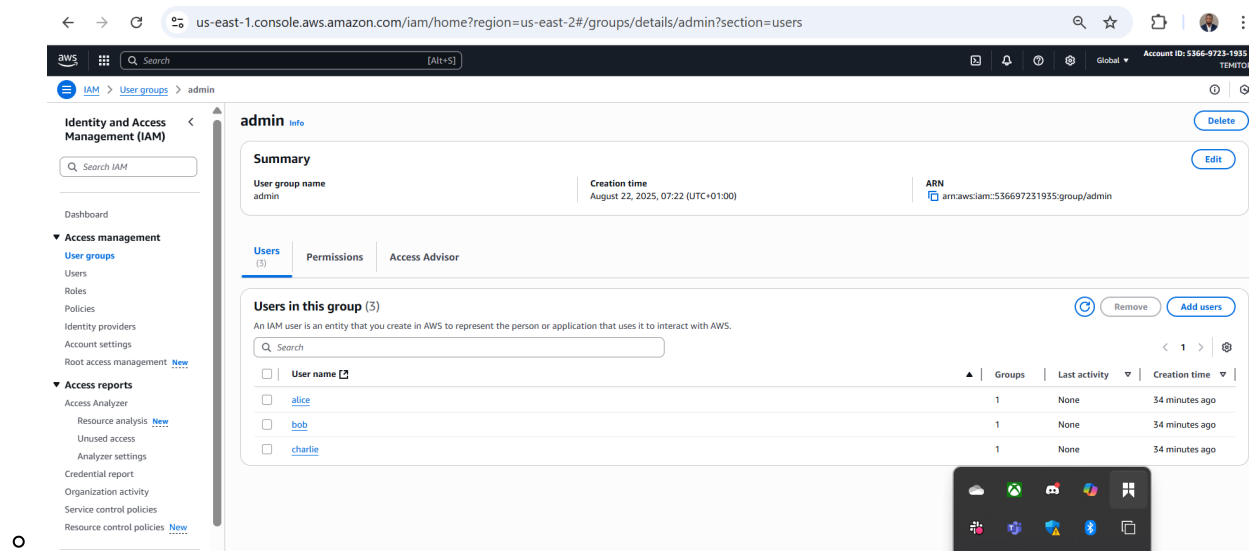 us-east-1.console.aws.amazon.com/iam/home?region=us-east-2#/groups/details/admin?section=users
aws
Search
[Alt+S]
Global
Account ID: 5366-9723-1935
IAM > User groups > admin
Identity and Access
Management (IAM)
Search IAM
Dashboard
Access management
User groups
Users
Roles
Policies
Identity providers
Account settings
Root access management New
Access reports
Access Analyzer
Resource analysis New
Unused access
Analyzer settings
Credential report
Organization activity
Service control policies
Resource control policies New
admin Info
Delete
Summary
Edit
User group name
admin
Creation time
August 22, 2025, 07:22 (UTC+01:00)
ARN
arn:aws:iam::536697231935:group/admin
Users
(3)
Permissions
Access Advisor
Users in this group (3)
Remove
Add users
An IAM user is an entity that you create in AWS to represent the person or application that uses it to interact with AWS.
Search
1
User name Groups Last activity Creation time
alice 1 None 34 minutes ago
bob 1 None 34 minutes ago
charlie 1 None 34 minutes ago